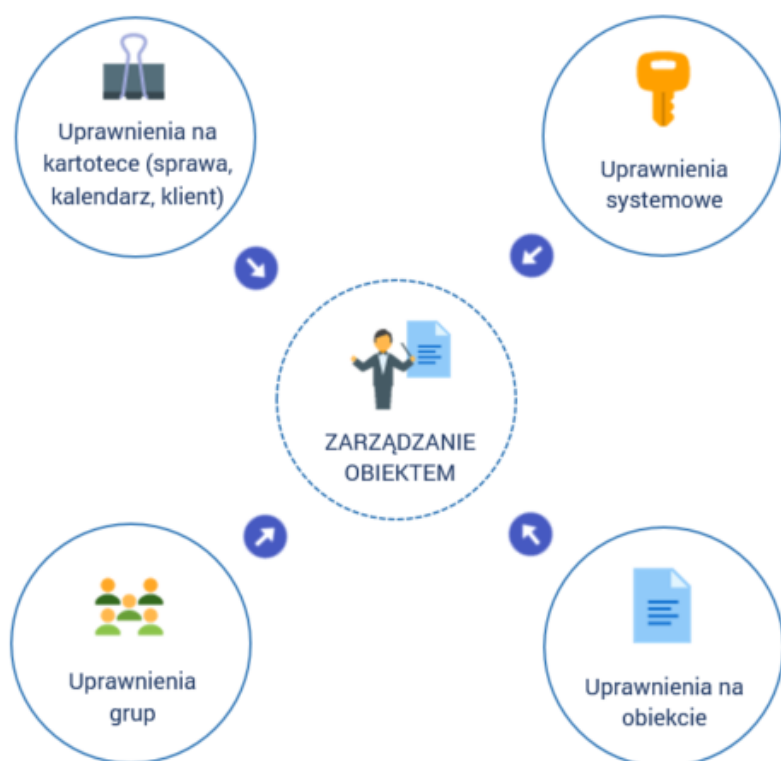 Uprawnienia na
kartotece (sprawa,
kalendarz, klient)
Uprawnienia
systemowe
ZARZĄDZANIE
OBIEKTEM
Uprawnienia
grup
Uprawnienia na
obiekcie